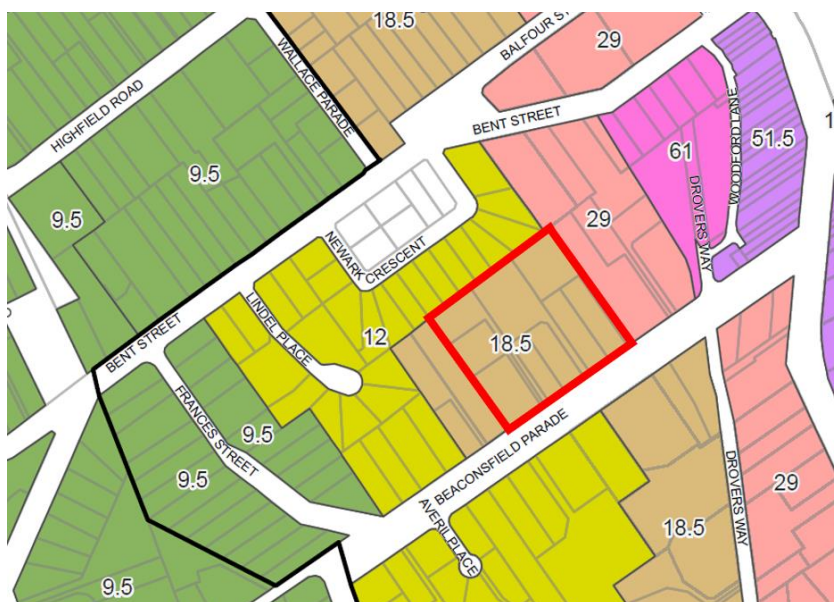 18.5
BALFOUR ST
29
WALLACE PARADE
HIGHFIELD ROAD
BENT STREET
9.5
9.5
61
51.5
1
DROVERS WAY
NEWARK
CRESCENT
29
LINDEL PLACE
12
18.5
BENT STREET
FRANCES STREET
9.5
9.5
BEACONSFIELD PARADE
AVERIL PLACE
18.5
DROVERS WAY
29
9.5